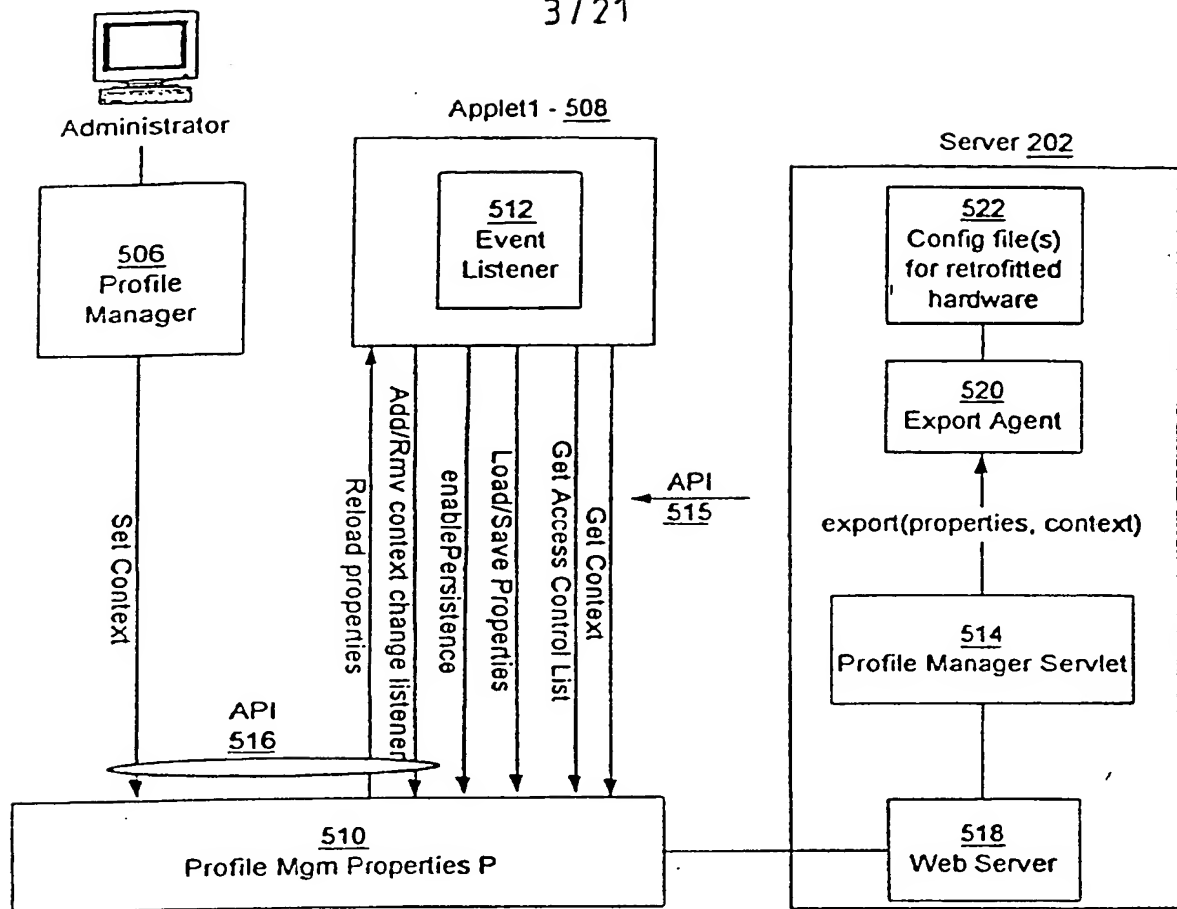 3/21
Administrator
506
Profile
Manager
Applet1 - 508
512
Event
Listener
Server 202
522
Config file(s)
for retrofitted
hardware
520
Export Agent
export(properties, context)
514
Profile Manager Servlet
518
Web Server
Set Context
Reload properties
Add/Rmv context change listener
enablePersistence
Load/Save Properties
Get Access Control List
Get Context
API
515
API
516
510
Profile Mgm Properties P